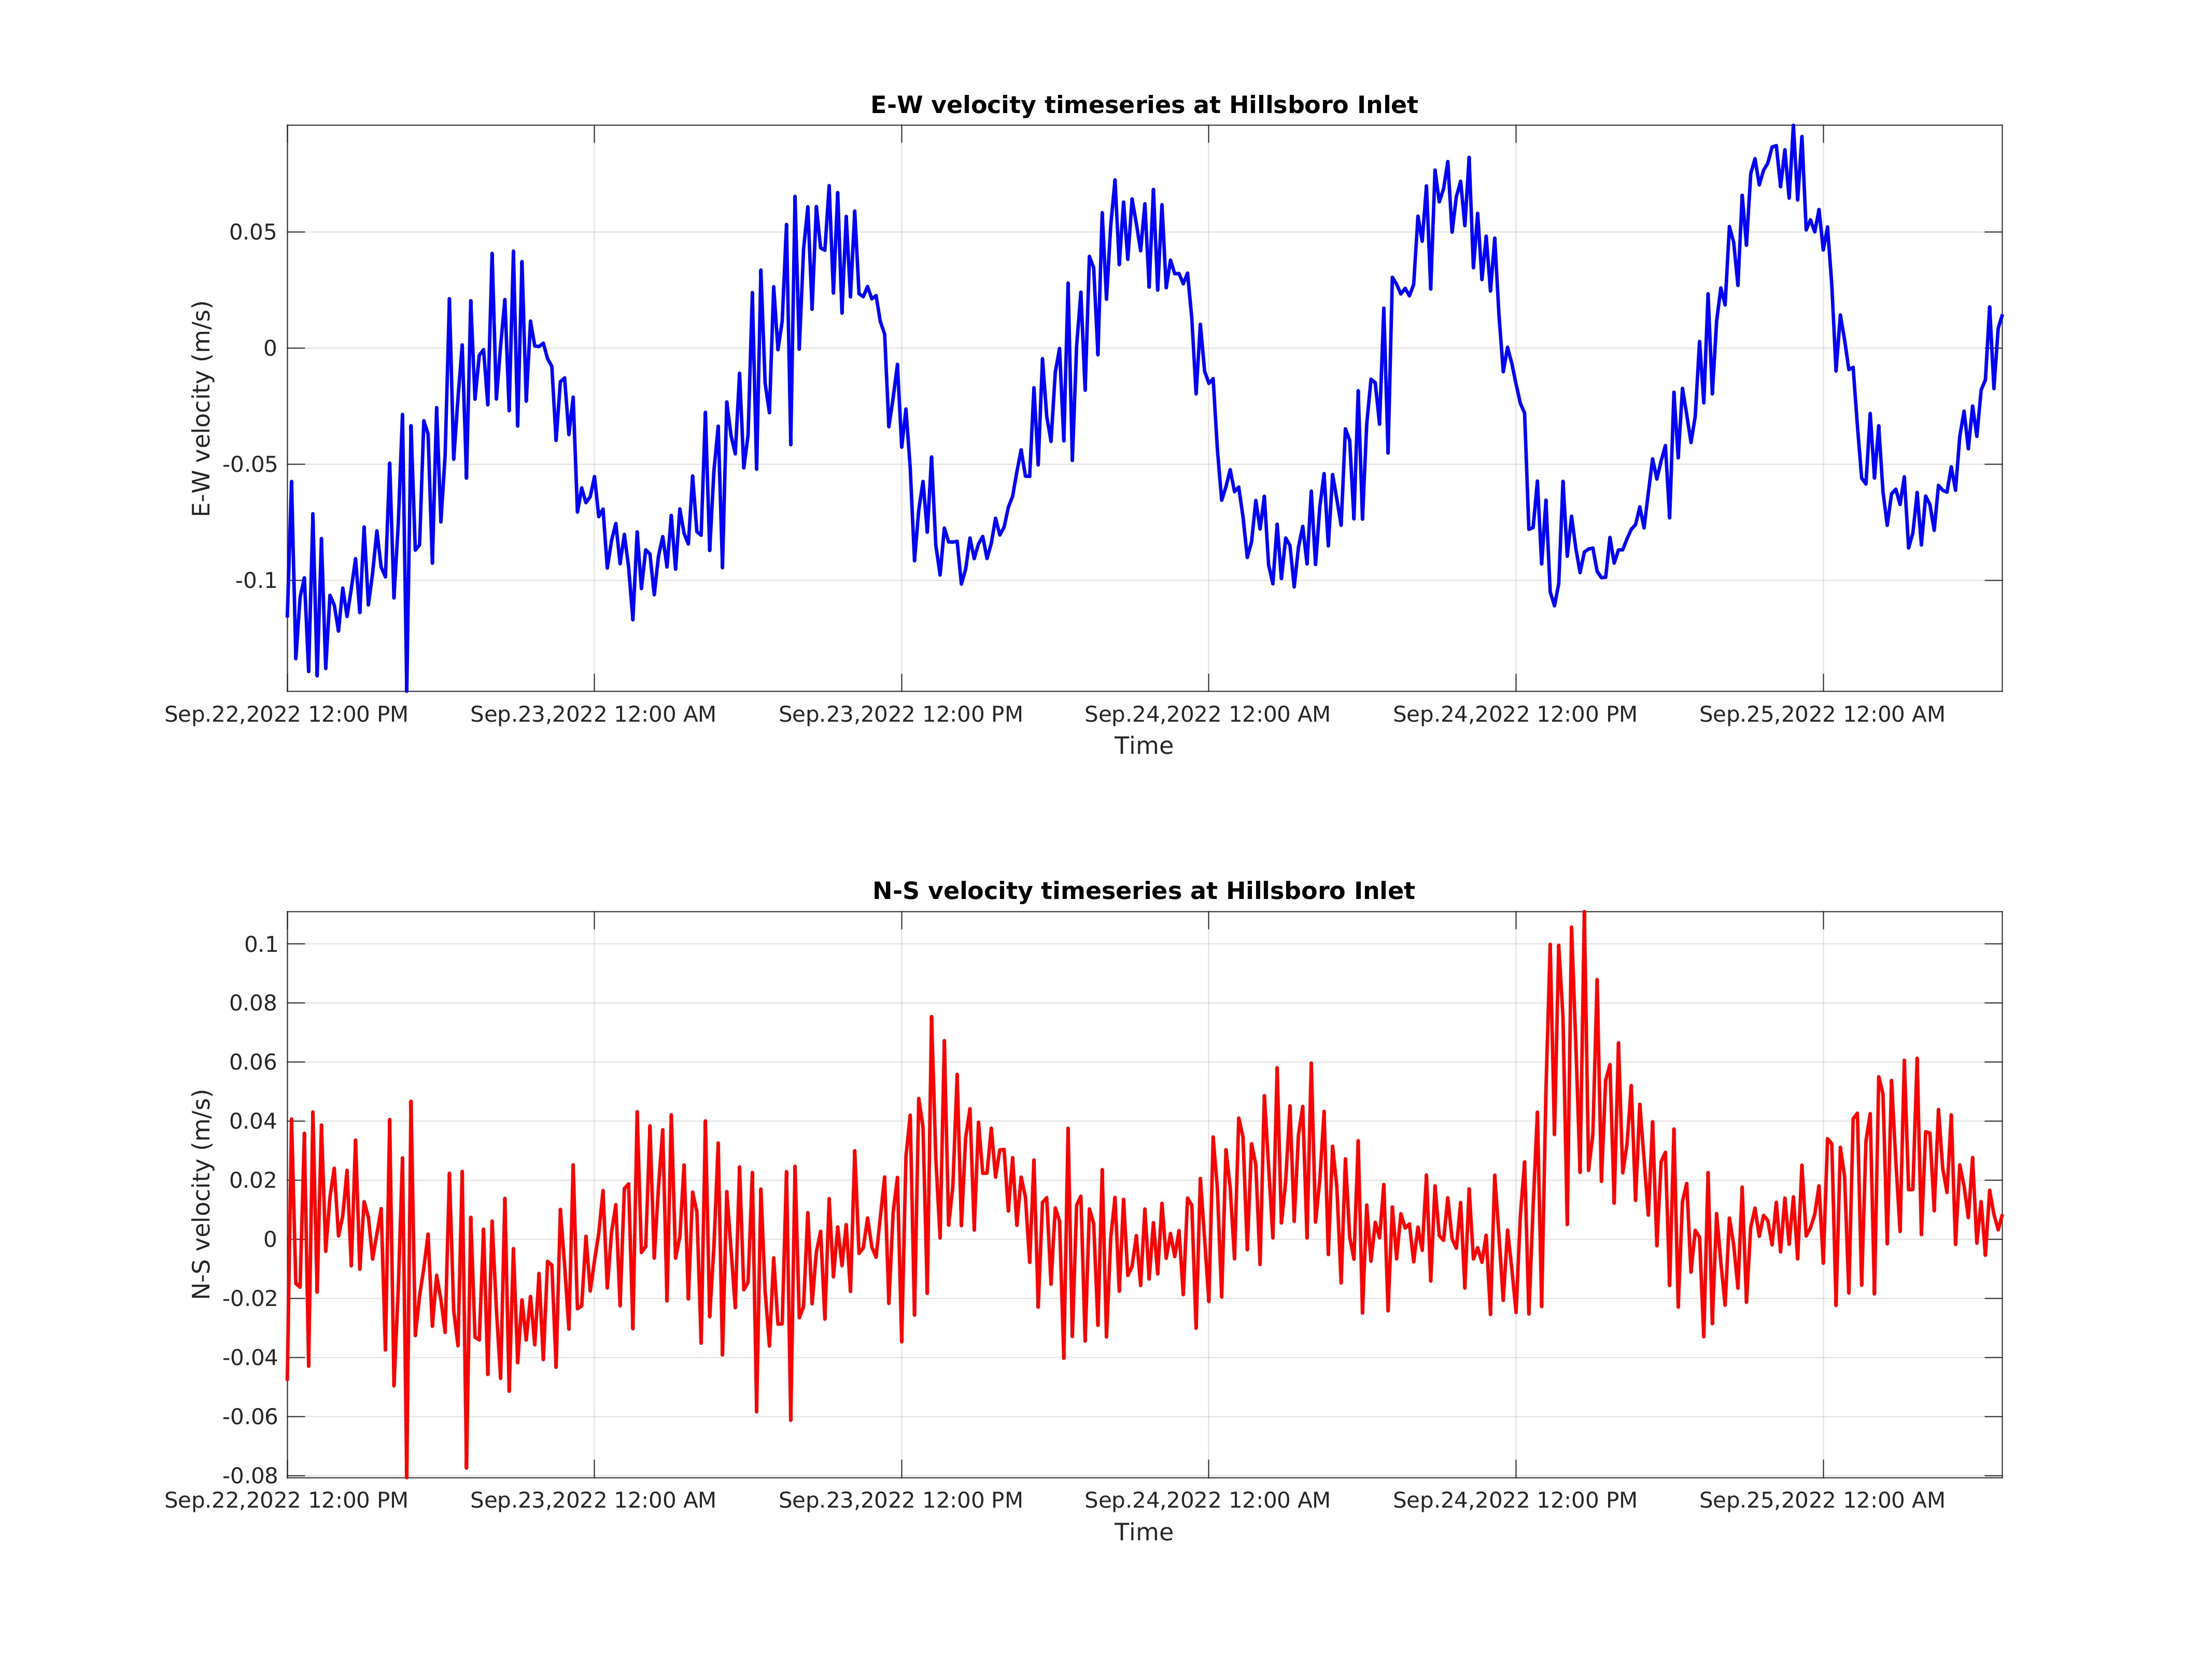 E-W velocity timeseries at Hillsboro Inlet
E-W velocity (m/s)
0.05
0
-0.05
-0.1
Sep.22,2022 12:00 PM Sep.23,2022 12:00 AM Sep.23,2022 12:00 PM Sep.24,2022 12:00 AM Sep.24,2022 12:00 PM Sep.25,2022 12:00 AM
Time
N-S velocity timeseries at Hillsboro Inlet
N-S velocity (m/s)
0.1
0.08
0.06
0.04
0.02
0
-0.02
-0.04
-0.06
-0.08
Sep.22,2022 12:00 PM Sep.23,2022 12:00 AM Sep.23,2022 12:00 PM Sep.24,2022 12:00 AM Sep.24,2022 12:00 PM Sep.25,2022 12:00 AM
Time